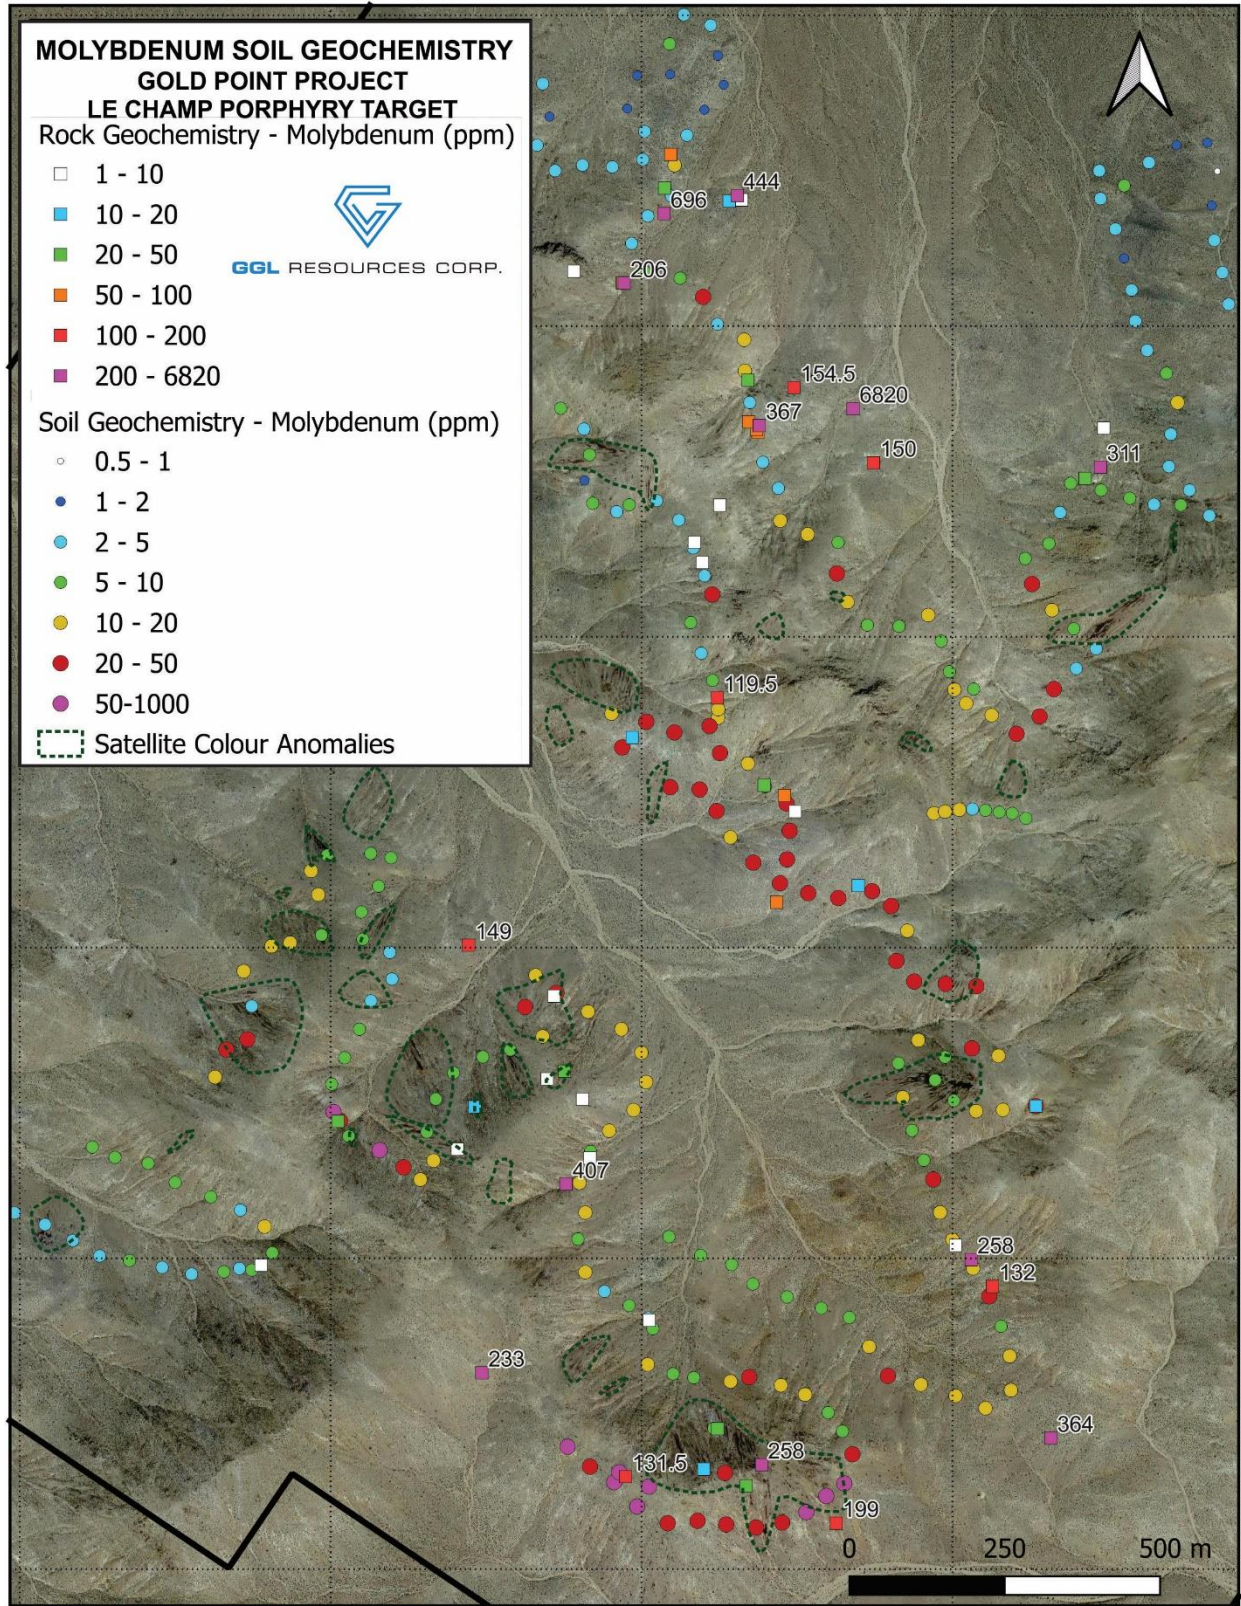 MOLYBDENUM SOIL GEOCHEMISTRY
GOLD POINT PROJECT
LE CHAMP PORPHYRY TARGET
Rock Geochemistry - Molybdenum (ppm)
1 - 10
10 - 20
20 - 50
50 - 100
100 - 200
200 - 6820
GGL RESOURCES CORP.
Soil Geochemistry - Molybdenum (ppm)
0.5 - 1
1 - 2
2 - 5
5 - 10
10 - 20
20 - 50
50-1000
Satellite Colour Anomalies
444
696
206
154.5
6820
367
150
311
119.5
149
407
258
132
233
364
131.5
258
199
0 250 500 m